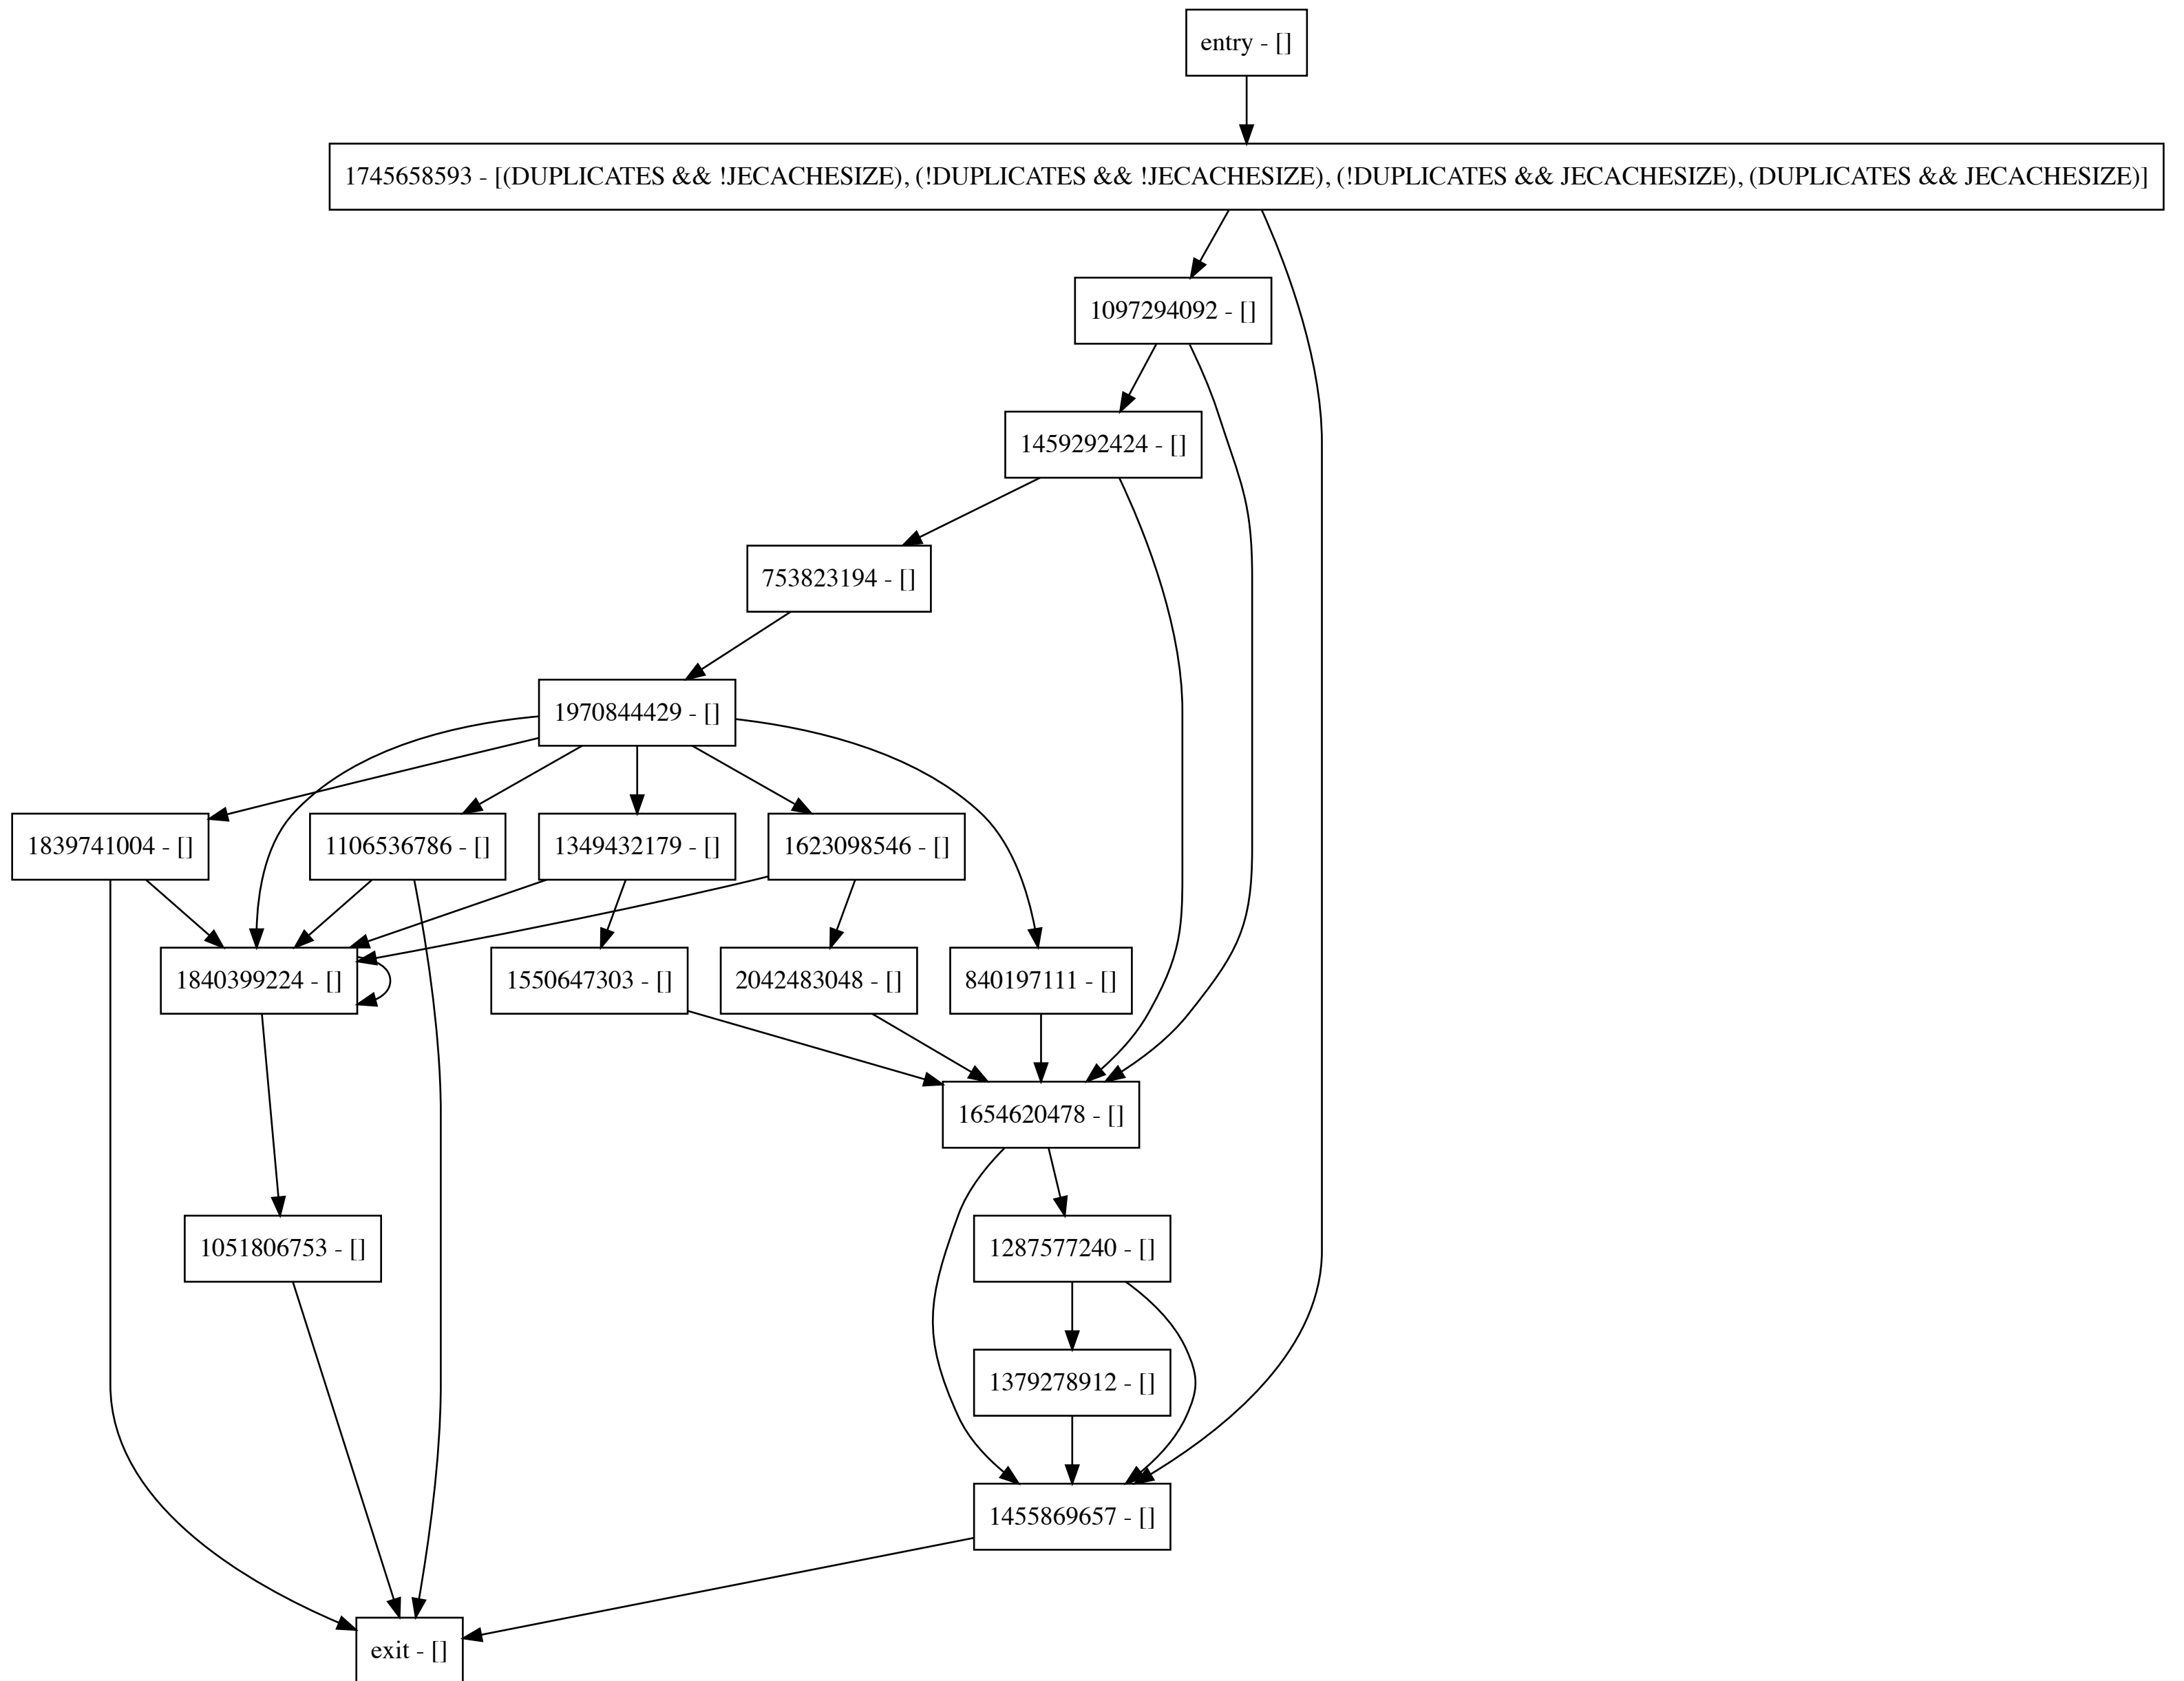 entry - []
1745658593 - [(DUPLICATES && !JECACHESIZE), (!DUPLICATES && !JECACHESIZE), (!DUPLICATES && JECACHESIZE), (DUPLICATES && JECACHESIZE)]
1097294092 - []
1459292424 - []
753823194 - []
1970844429 - []
1839741004 - []
1106536786 - []
1349432179 - []
1623098546 - []
1840399224 - []
1550647303 - []
2042483048 - []
840197111 - []
1654620478 - []
1051806753 - []
1287577240 - []
1379278912 - []
1455869657 - []
exit - []